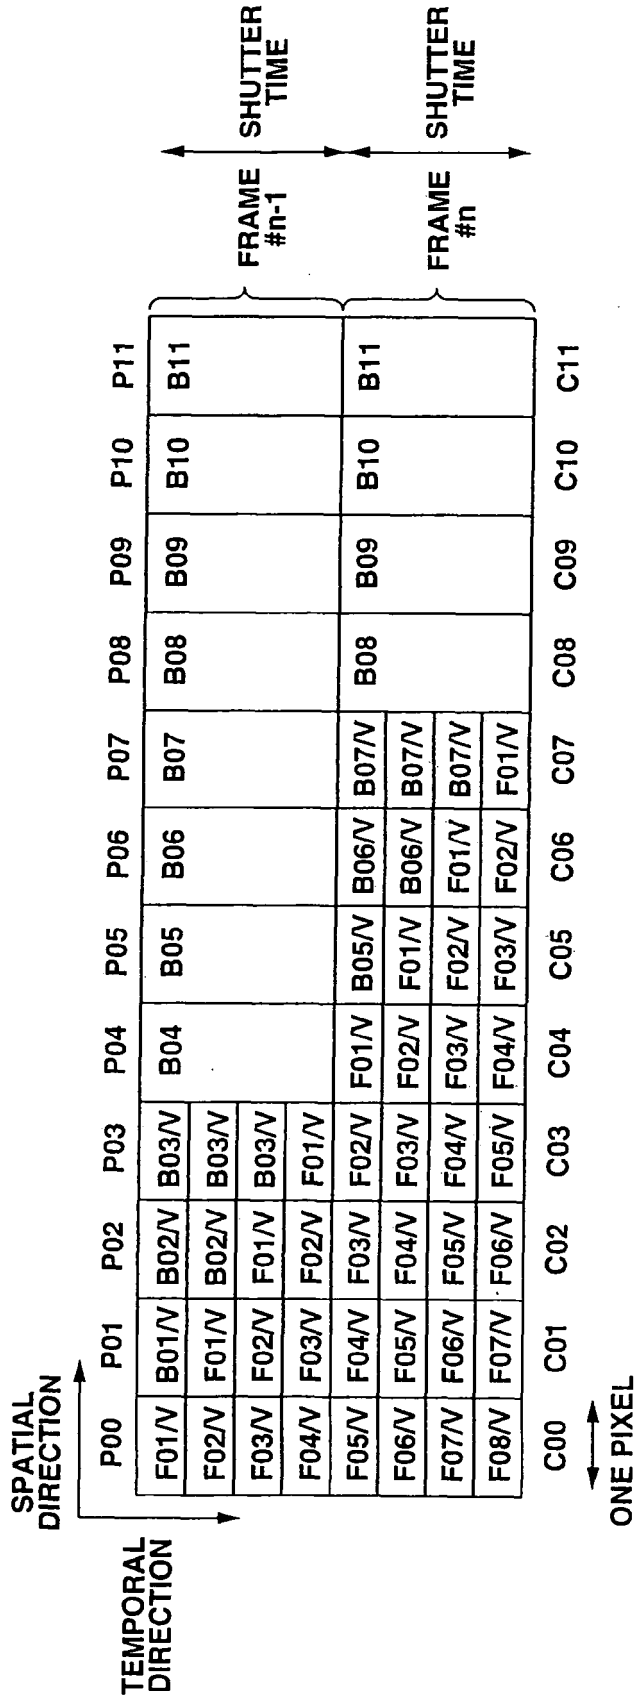 SPATIAL
DIRECTION
TEMPORAL
DIRECTION
P00 P01 P02 P03 P04 P05 P06 P07 P08 P09 P10 P11
F01/V B01/V B02/V B03/V B04 B05 B06 B07 B08 B09 B10 B11
F02/V F01/V B02/V B03/V
F03/V F02/V F01/V B03/V
F04/V F03/V F02/V F01/V
FRAME
#n-1
SHUTTER
TIME
F05/V F04/V F03/V F02/V F01/V B05/V B06/V B07/V B08 B09 B10 B11
F06/V F05/V F04/V F03/V F02/V F01/V B06/V B07/V
F07/V F06/V F05/V F04/V F03/V F02/V F01/V B07/V
F08/V F07/V F06/V F05/V F04/V F03/V F02/V F01/V
FRAME
#n
SHUTTER
TIME
C00 C01 C02 C03 C04 C05 C06 C07 C08 C09 C10 C11
ONE PIXEL